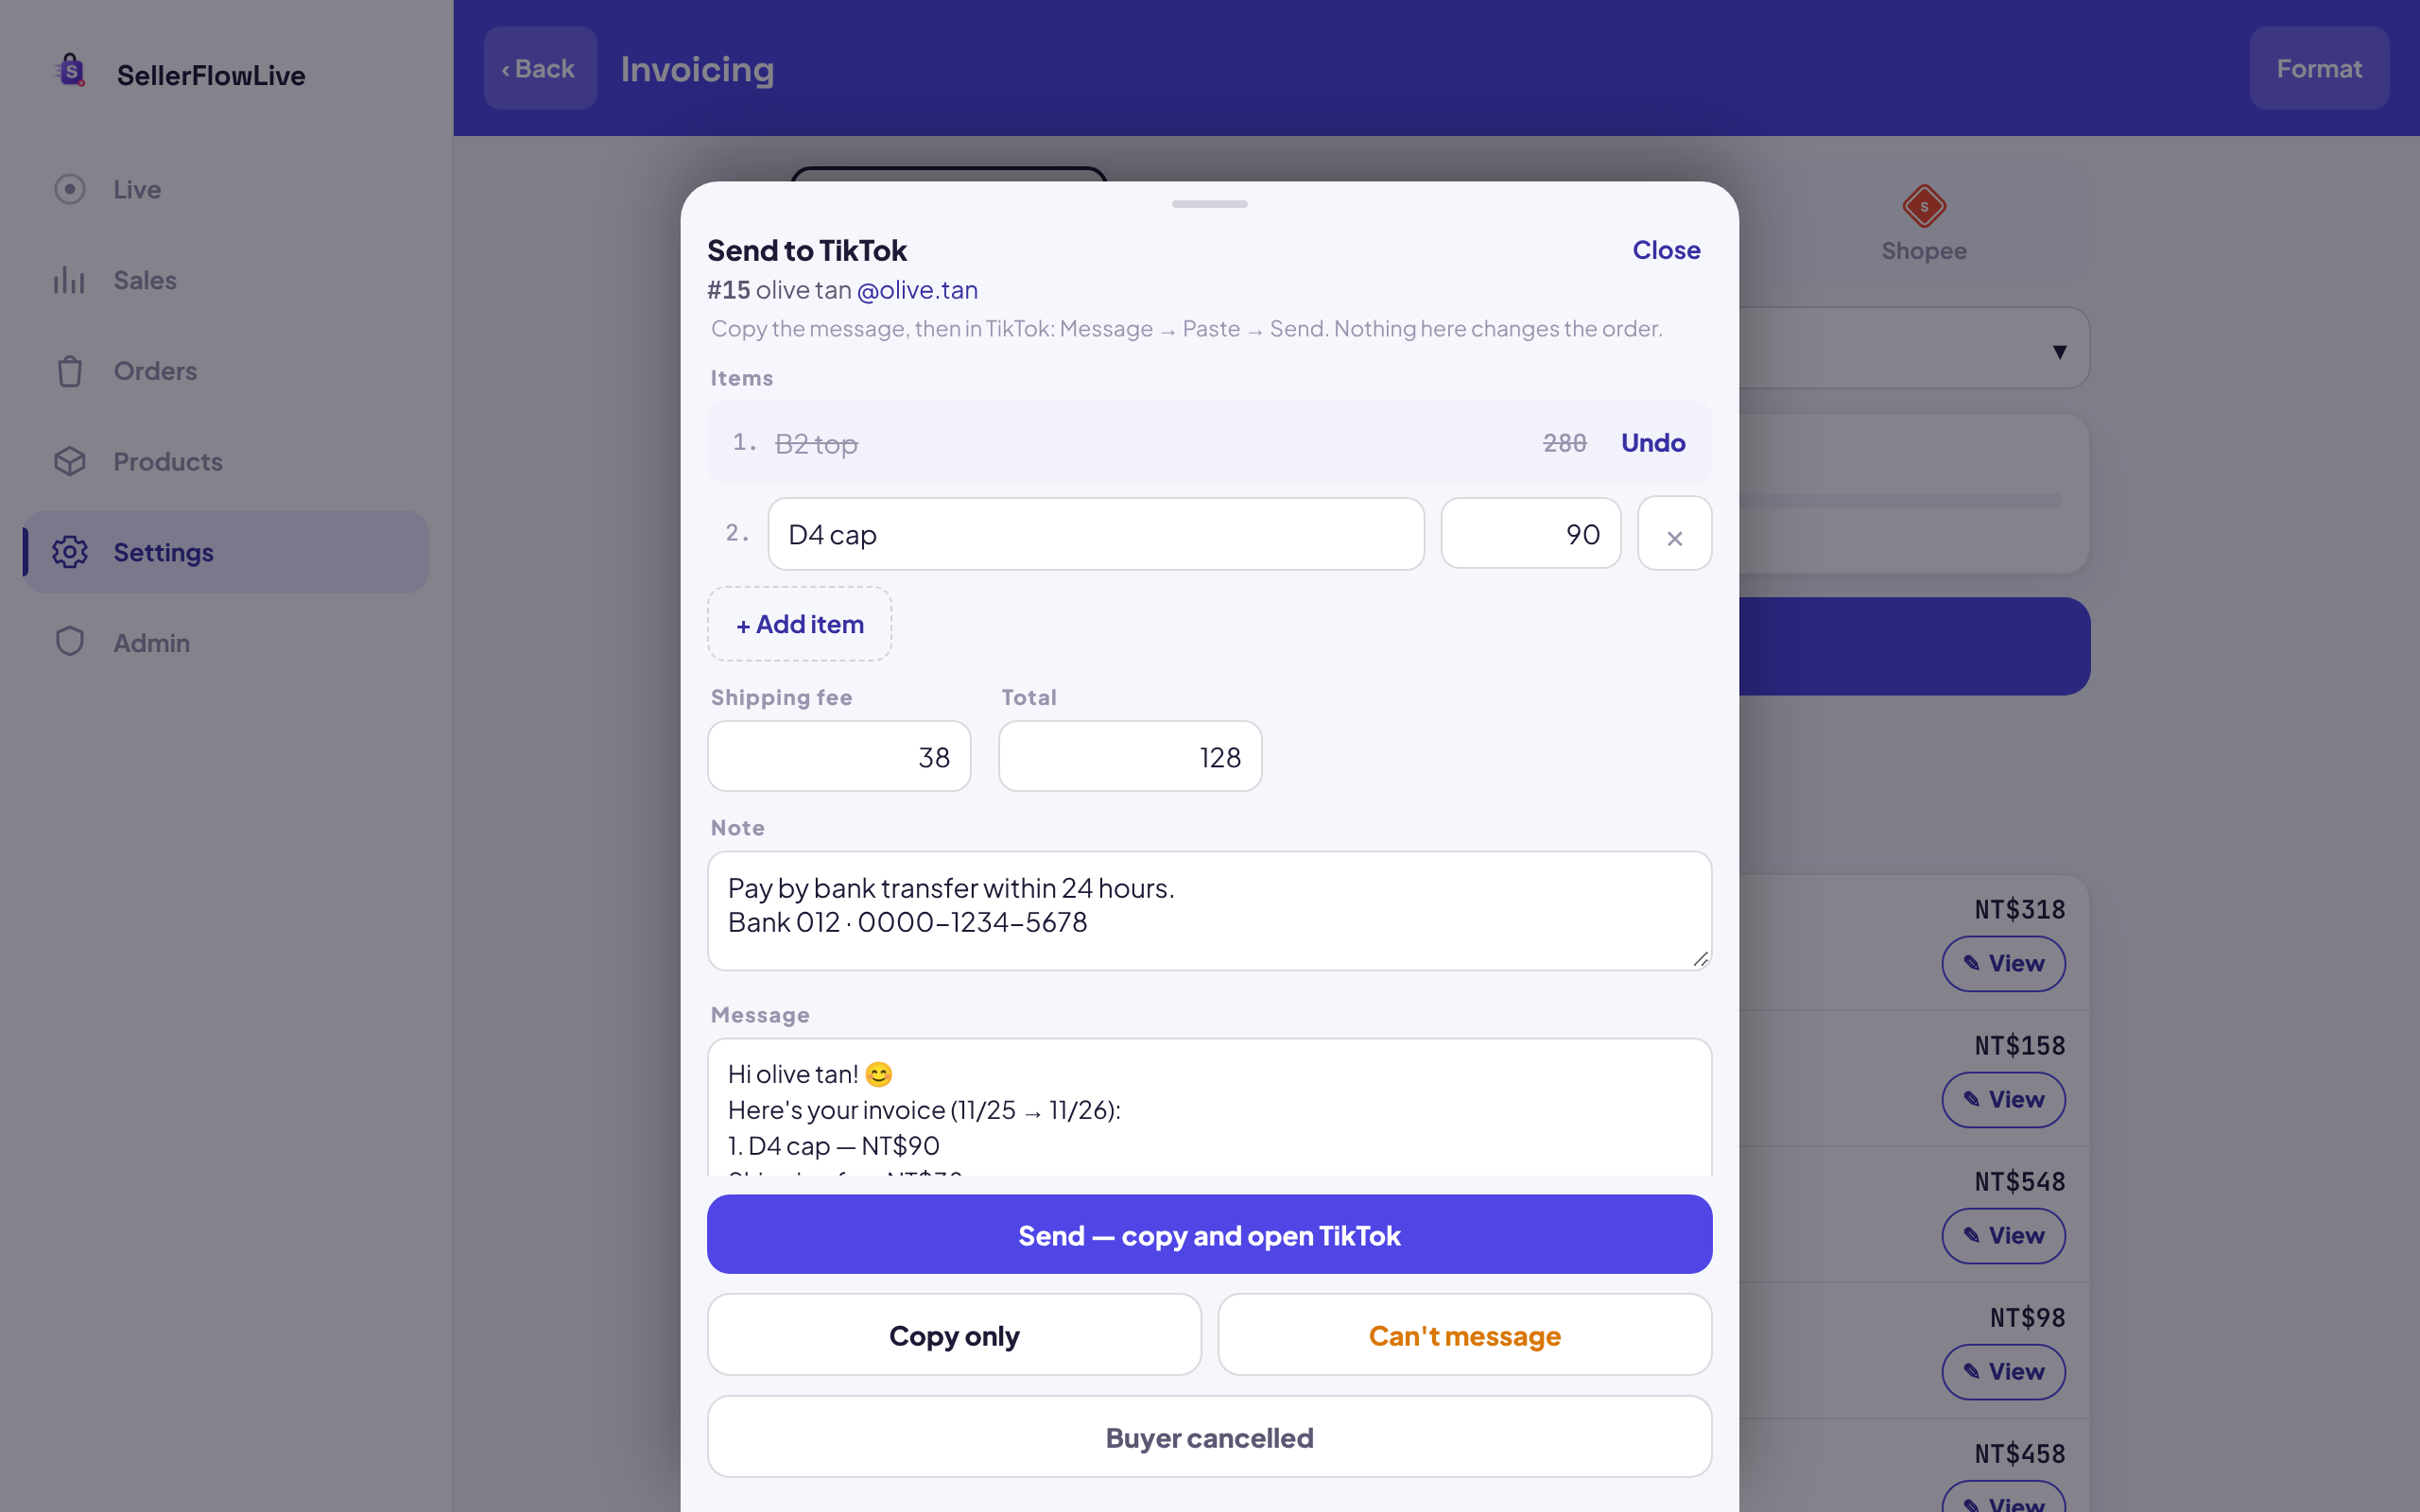 SellerFlowLive
Live
Sales
Orders
Products
Settings
Admin
‹ Back
Invoicing
Format
S
Shopee
Send to TikTok
Close
#15 olive tan @olive.tan
Copy the message, then in TikTok: Message → Paste → Send. Nothing here changes the order.
Items
1. B2 top 280 Undo
2. D4 cap 90 ×
+ Add item
Shipping fee Total
38 128
Note
Pay by bank transfer within 24 hours.
Bank 012 · 0000–1234–5678
Message
Hi olive tan! 😊
Here's your invoice (11/25 → 11/26):
1. D4 cap — NT$90
Send — copy and open TikTok
Copy only
Can't message
Buyer cancelled
NT$318
✎ View
NT$158
✎ View
NT$548
✎ View
NT$98
✎ View
NT$458
✎ View